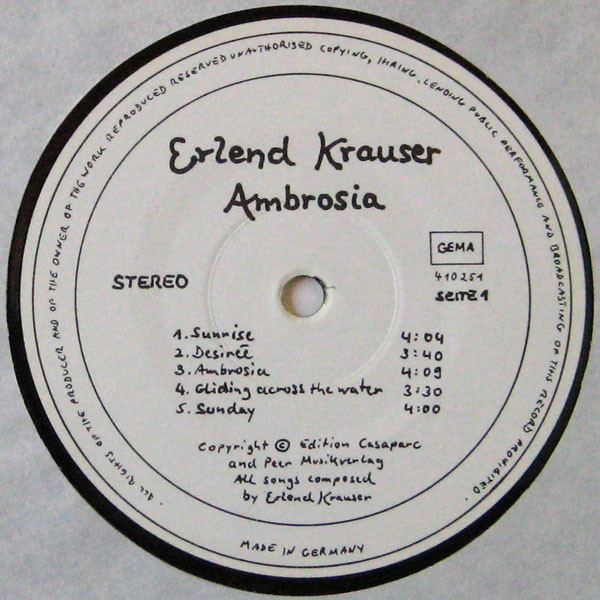 ALL RIGHTS OF THE PRODUCER AND OF THE OWNER OF THE WORK REPRODUCED RESERVED UNAUTHORISED COPYING, HIRING, LENDING PUBLIC PERFORMANCE AND BROADCASTING OF THIS RECORD PROHIBITED.
Erlend Krauser
Ambrosia
GEMA
STEREO
410251
SEITE 1
1. Sunrise 4:04
2. Desireé 3:40
3. Ambrosia 4:09
4. Gliding across the water 3:30
5. Sunday 4:00
Copyright © Edition Casaparc
and Peer Musikverlag
All songs composed
by Erlend Krauser
MADE IN GERMANY